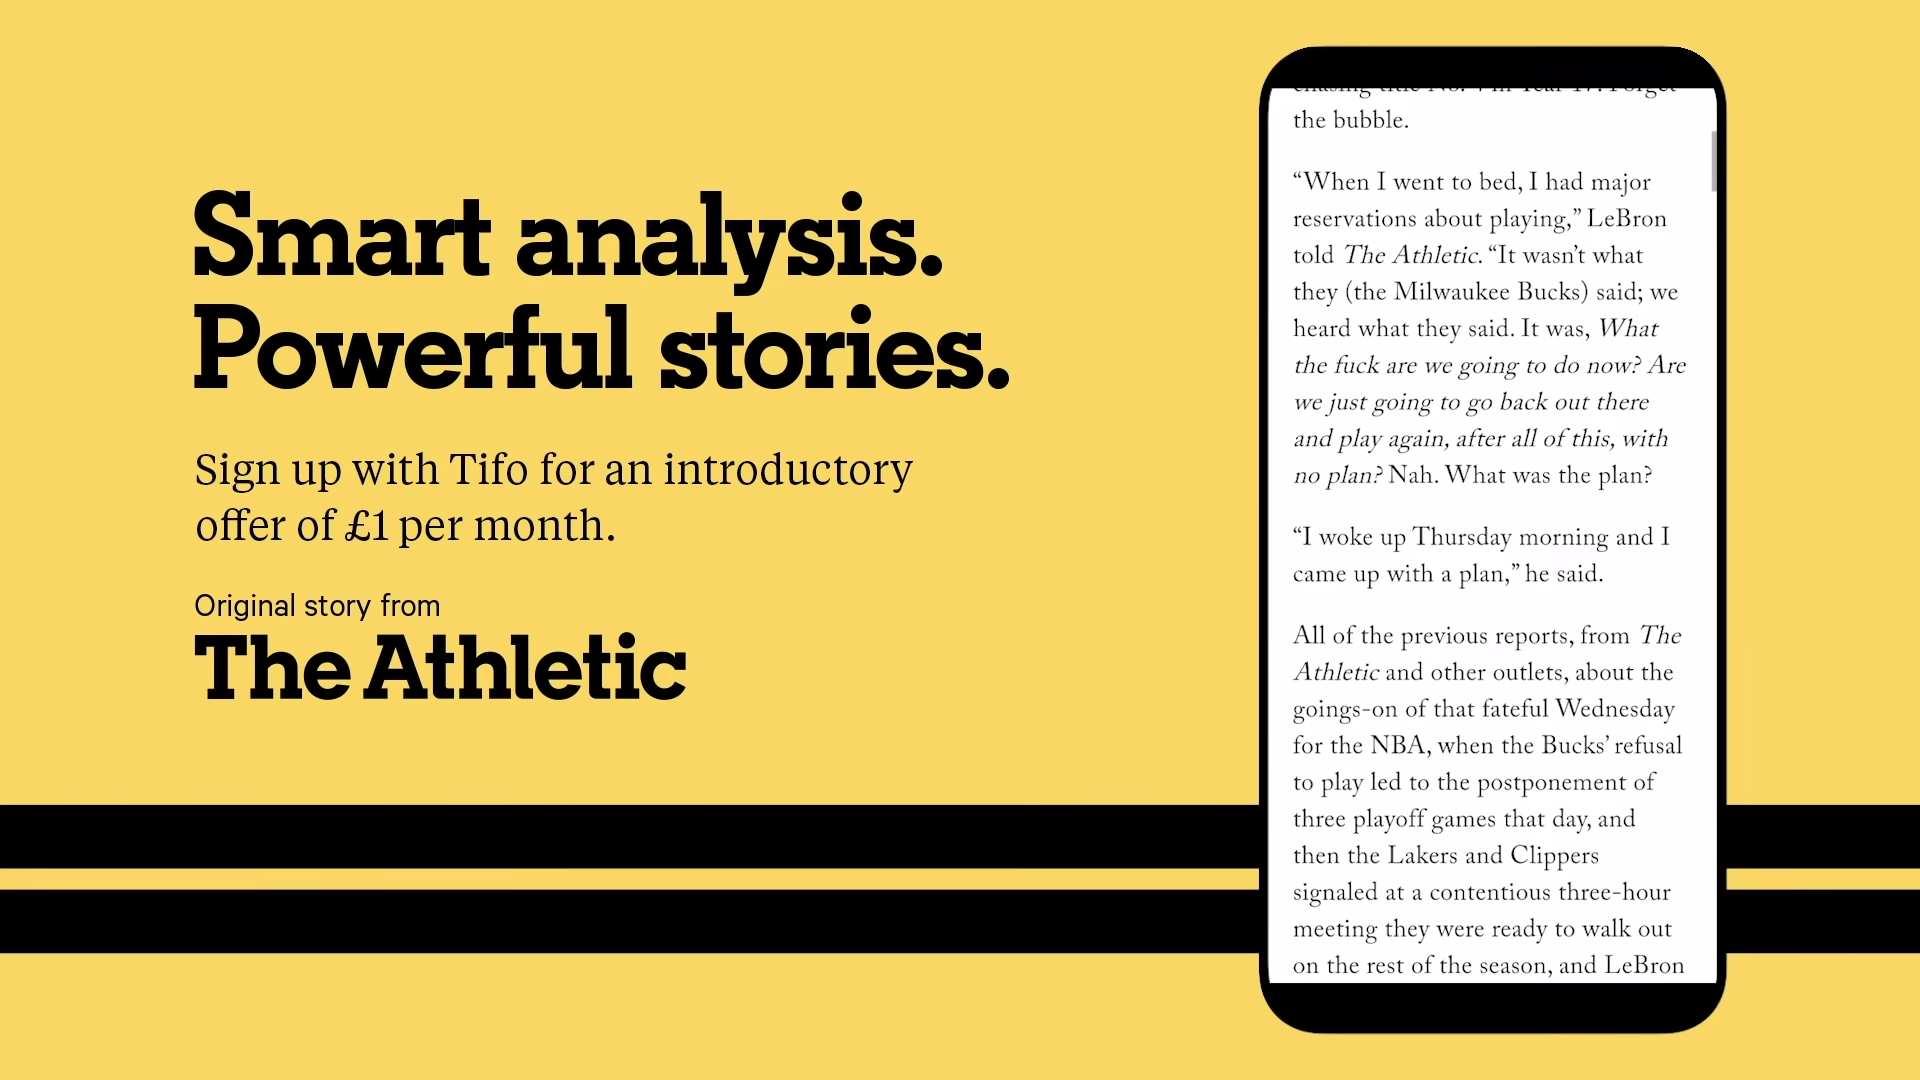 Smart analysis.
Powerful stories.
Sign up with Tifo for an introductory
offer of £1 per month.
Original story from
The Athletic
chasing title No. 4 in Year 17. Forget
the bubble.
“When I went to bed, I had major
reservations about playing,” LeBron
told The Athletic. “It wasn’t what
they (the Milwaukee Bucks) said; we
heard what they said. It was, What
the fuck are we going to do now? Are
we just going to go back out there
and play again, after all of this, with
no plan? Nah. What was the plan?
“I woke up Thursday morning and I
came up with a plan,” he said.
All of the previous reports, from The
Athletic and other outlets, about the
goings-on of that fateful Wednesday
for the NBA, when the Bucks’ refusal
to play led to the postponement of
three playoff games that day, and
then the Lakers and Clippers
signaled at a contentious three-hour
meeting they were ready to walk out
on the rest of the season, and LeBron